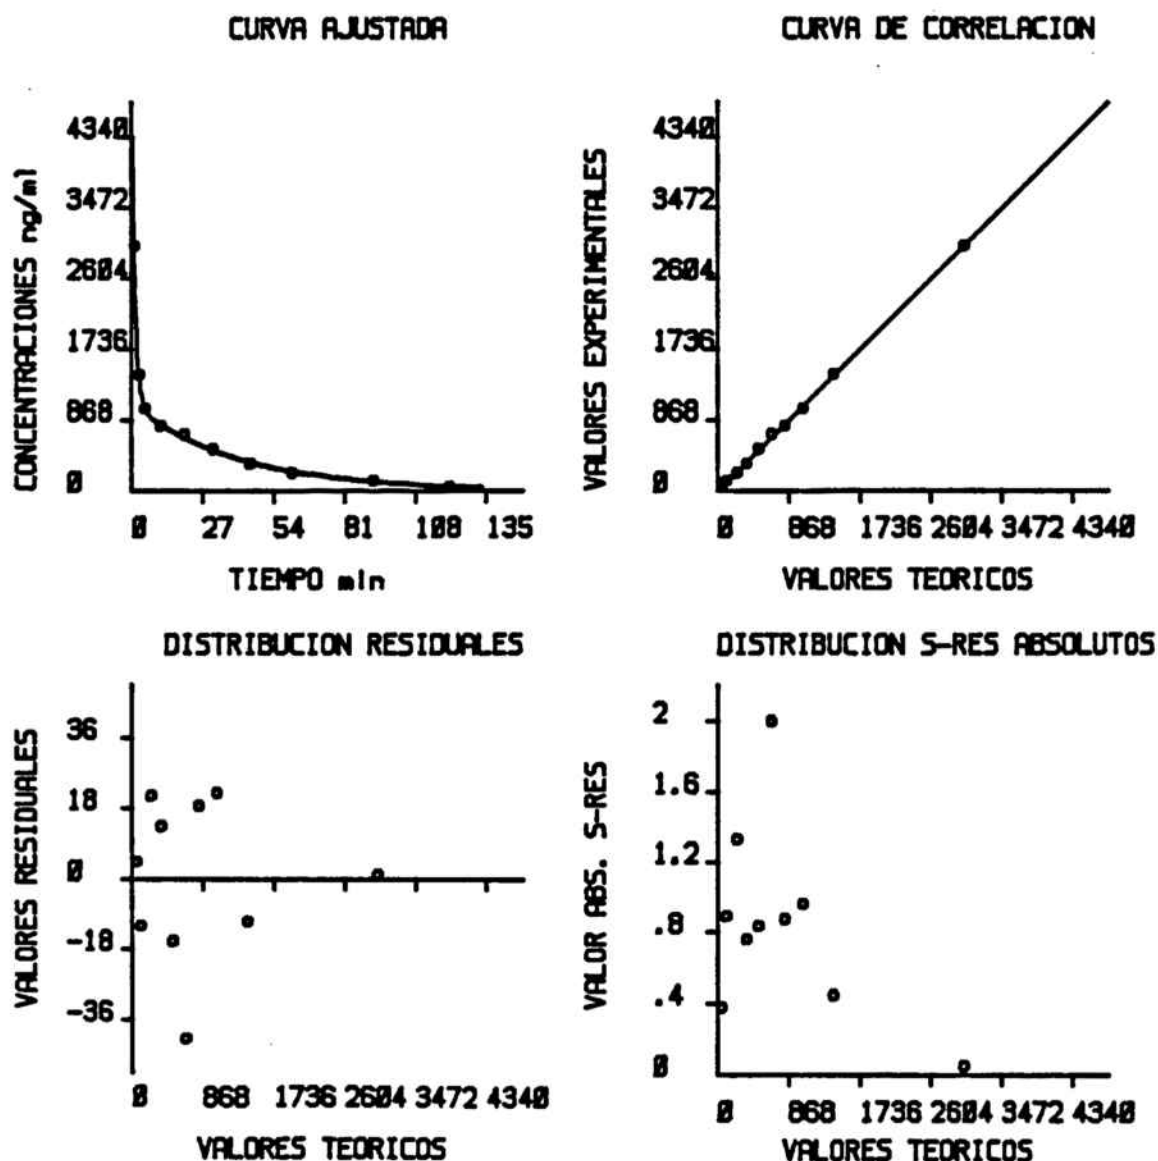 CURVA AJUSTADA
CONCENTRACIONES ng/ml
4340
3472
2604
1736
868
0
0 27 54 81 108 135
TIEMPO min
CURVA DE CORRELACION
VALORES EXPERIMENTALES
4340
3472
2604
1736
868
0
0 868 1736 2604 3472 4340
VALORES TEORICOS
DISTRIBUCION RESIDUALES
VALORES RESIDUALES
36
18
0
-18
-36
0 868 1736 2604 3472 4340
VALORES TEORICOS
DISTRIBUCION S-RES ABSOLUTOS
VALOR ABS. S-RES
2
1.6
1.2
.8
.4
0
0 868 1736 2604 3472 4340
VALORES TEORICOS